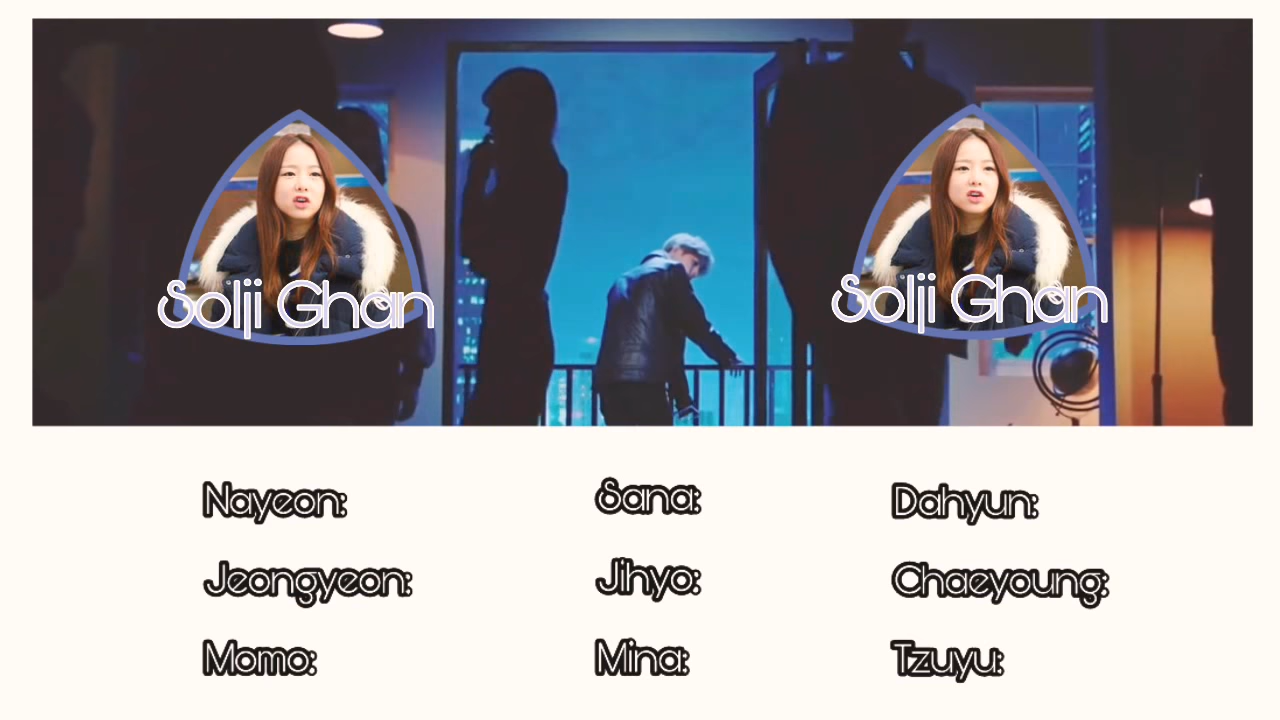 Solji Ghan
Solji Ghan
Nayeon:
Sana:
Dahyun:
Jeongyeon:
Jihyo:
Chaeyoung:
Momo:
Mina:
Tzuyu: